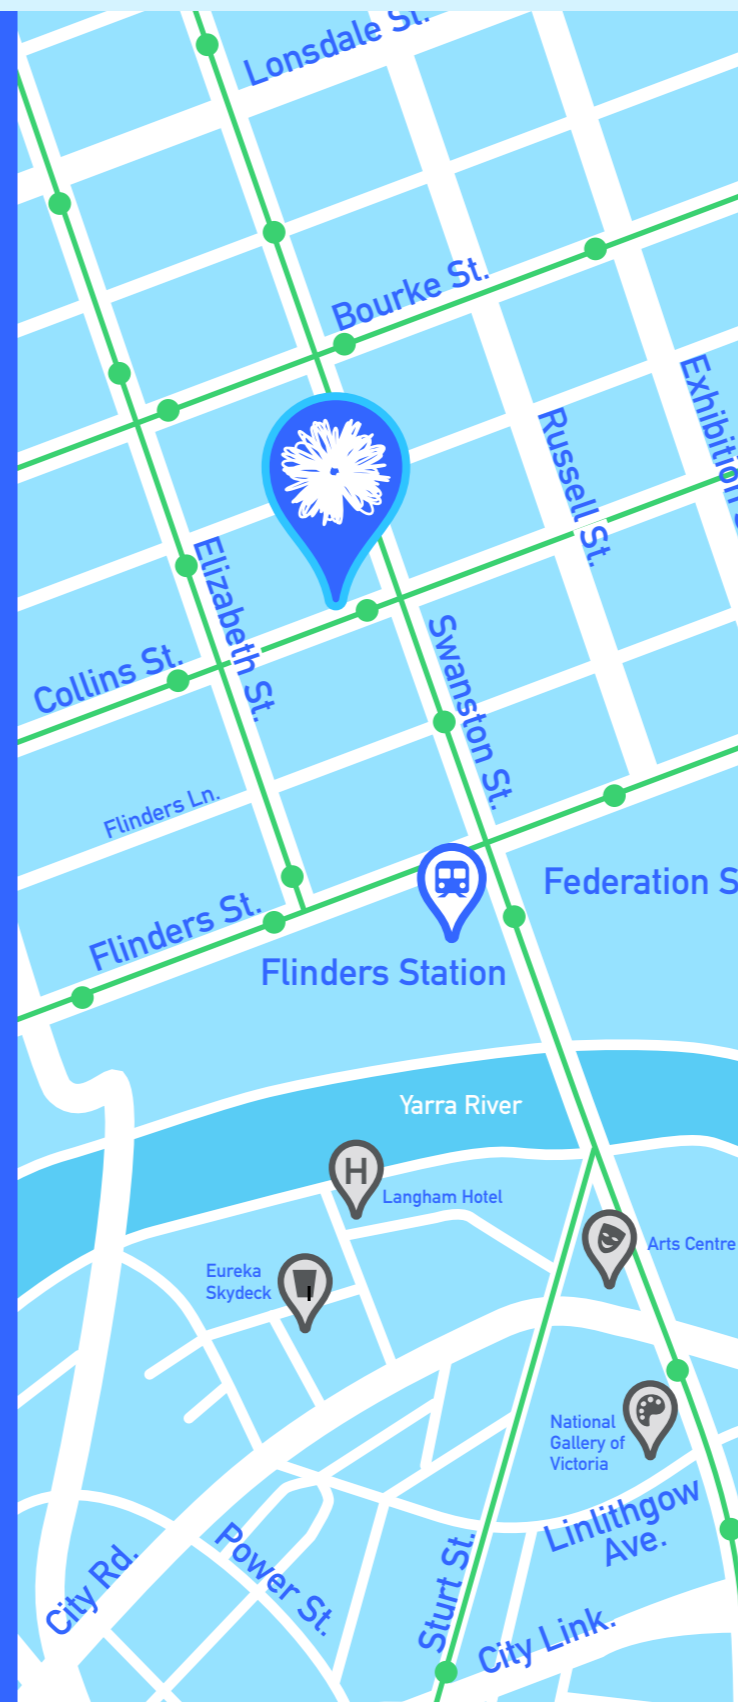 Lonsdale St.
Bourke St.
Exhibition
Russell St.
Elizabeth St.
Collins St.
Swanston St.
Flinders Ln.
Federation S
Flinders St.
Flinders Station
Yarra River
H
Langham Hotel
Arts Centre
Eureka
Skydeck
National
Gallery of
Victoria
Linlithgow
Ave.
Power St.
City Rd.
Sturt St.
City Link.